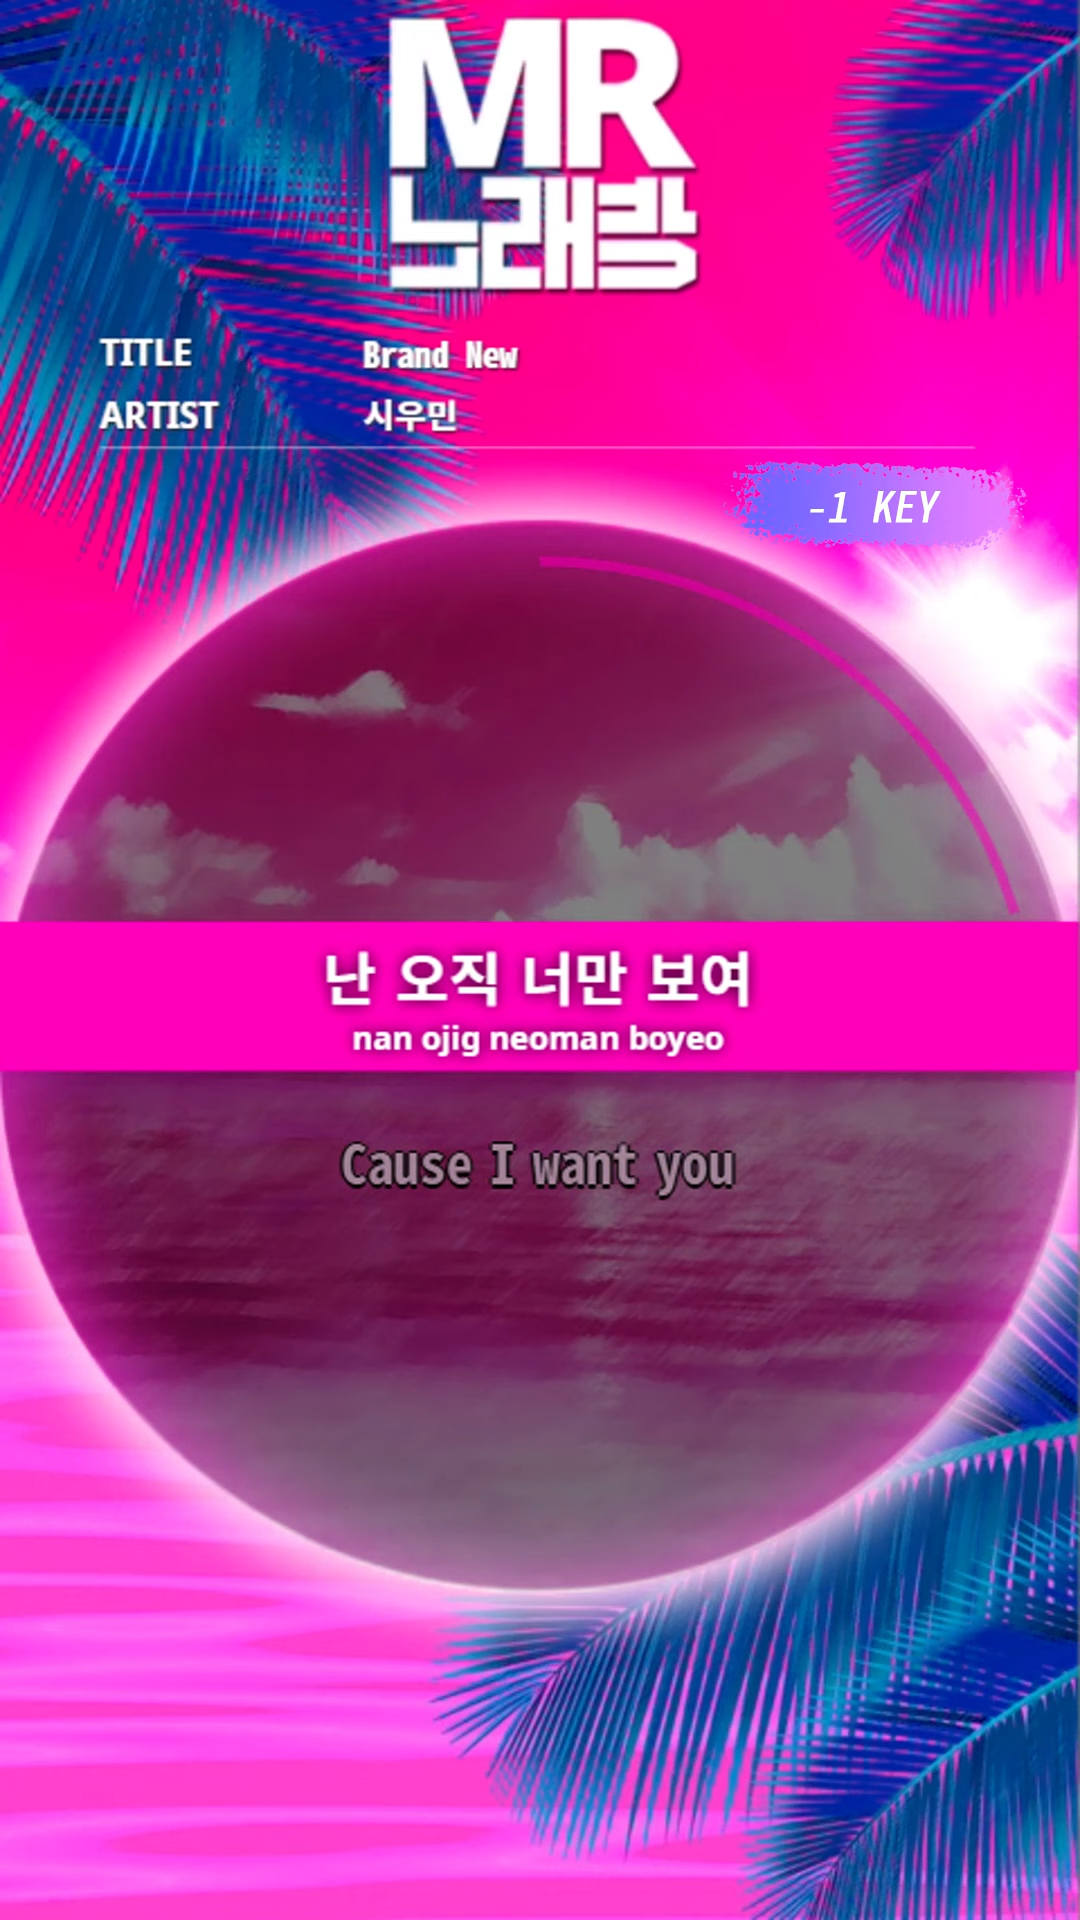 MR
노래방
TITLE Brand New
ARTIST 시우민
-1 KEY
난 오직 너만 보여
nan ojig neoman boyeo
Cause I want you